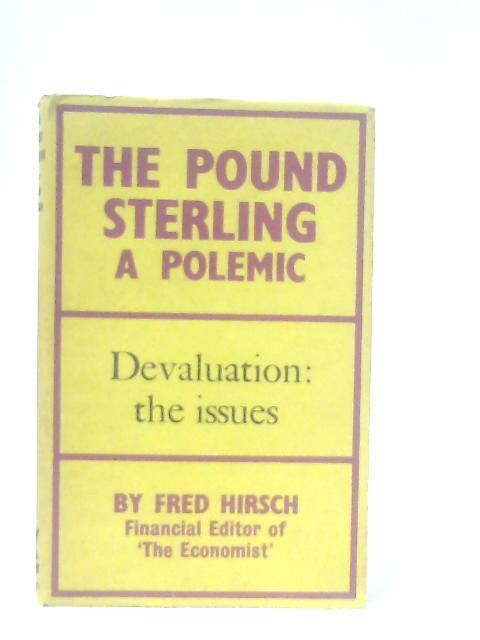 THE POUND
STERLING
A POLEMIC
Devaluation:
the issues
BY FRED HIRSCH
Financial Editor of
'The Economist'